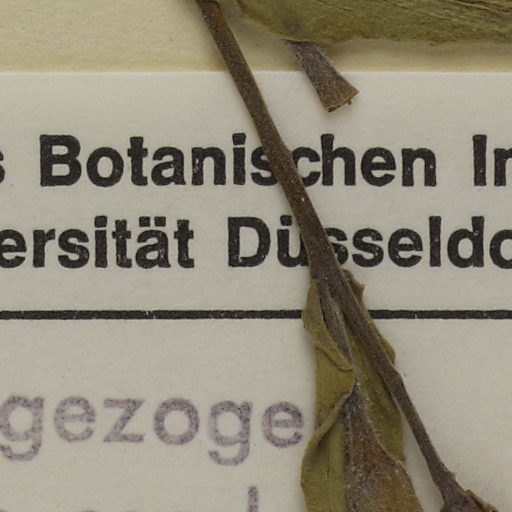 s Botanischen In
ersität Düsseldo
gezoge